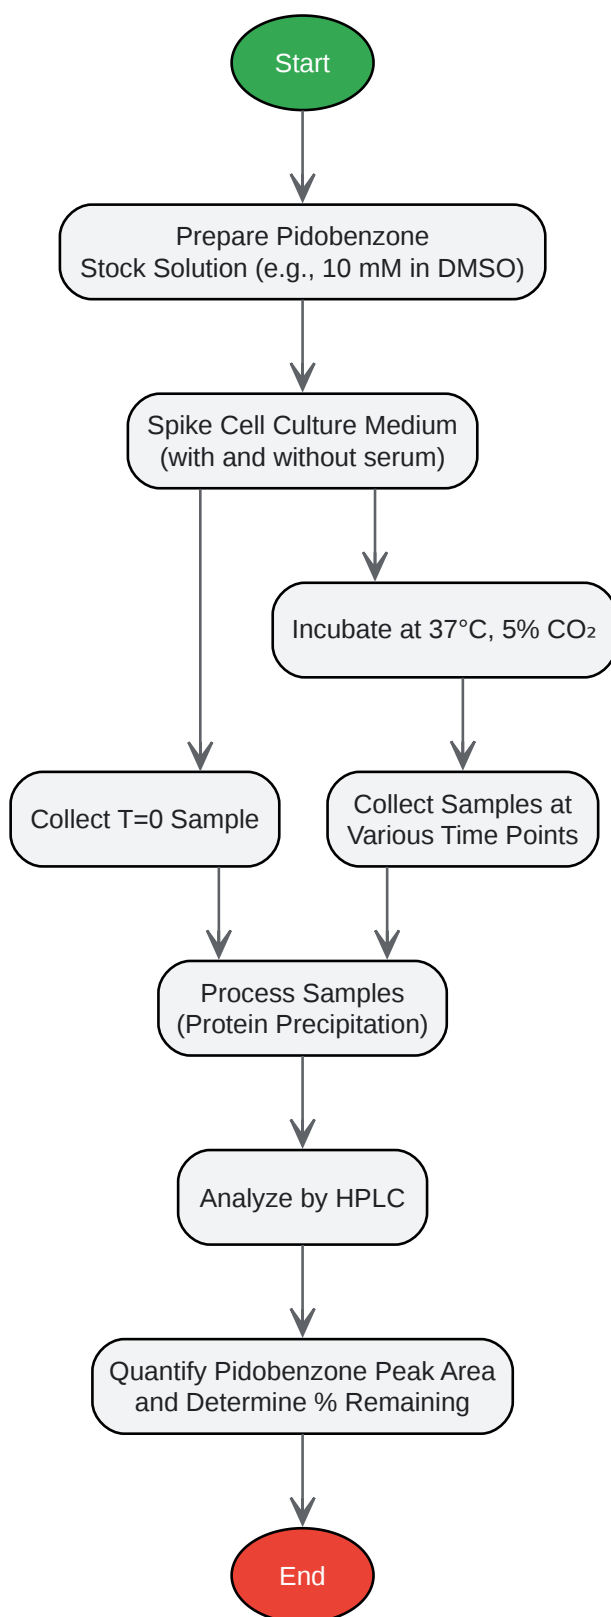 Start
Prepare Pidobenzone
Stock Solution (e.g., 10 mM in DMSO)
Spike Cell Culture Medium
(with and without serum)
Incubate at 37°C, 5% CO₂
Collect T=0 Sample
Collect Samples at
Various Time Points
Process Samples
(Protein Precipitation)
Analyze by HPLC
Quantify Pidobenzone Peak Area
and Determine % Remaining
End